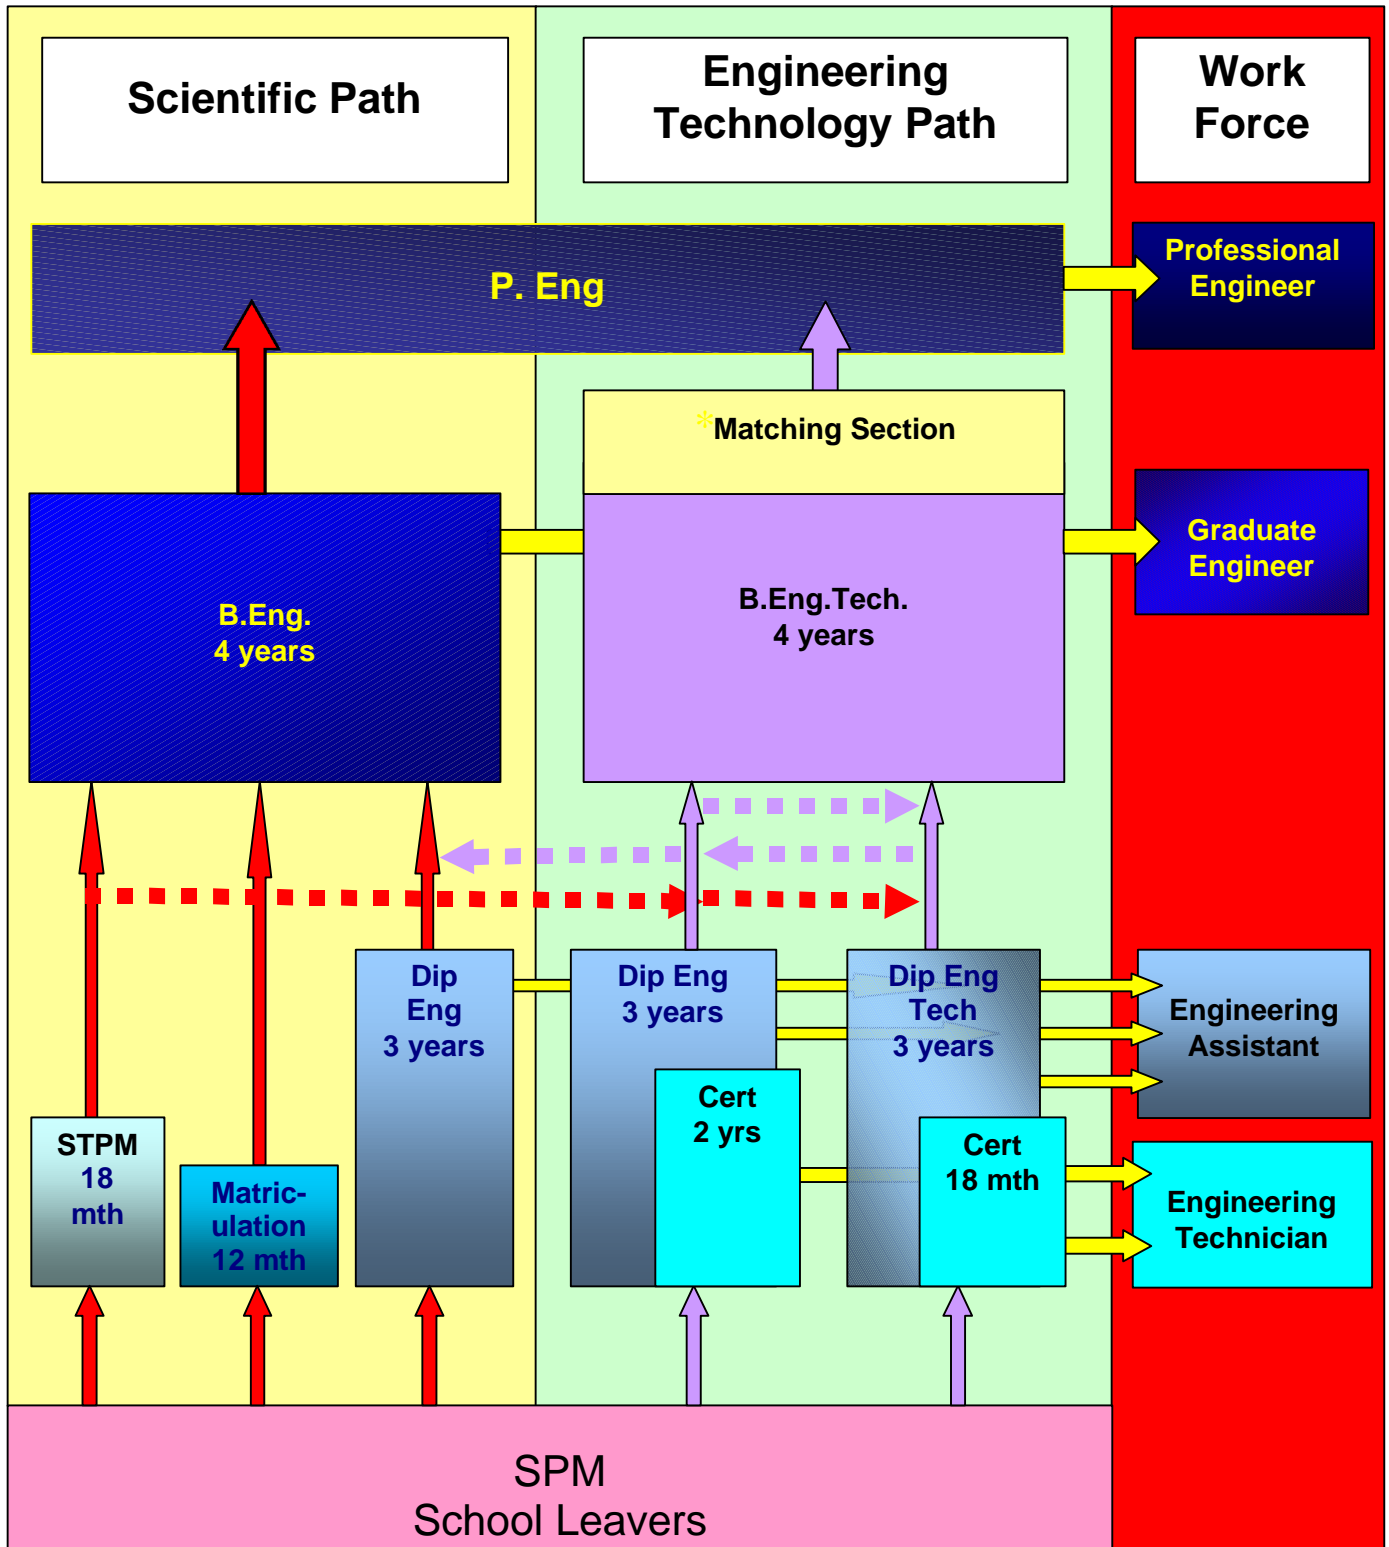 Scientific Path
Engineering
Technology Path
Work
Force
P. Eng
Professional
Engineer
*Matching Section
Graduate
Engineer
B.Eng.
4 years
B.Eng.Tech.
4 years
Dip
Eng
3 years
Dip Eng
3 years
Dip Eng
Tech
3 years
Engineering
Assistant
Cert
2 yrs
STPM
18
mth
Matric-
ulation
12 mth
Cert
18 mth
Engineering
Technician
SPM
School Leavers